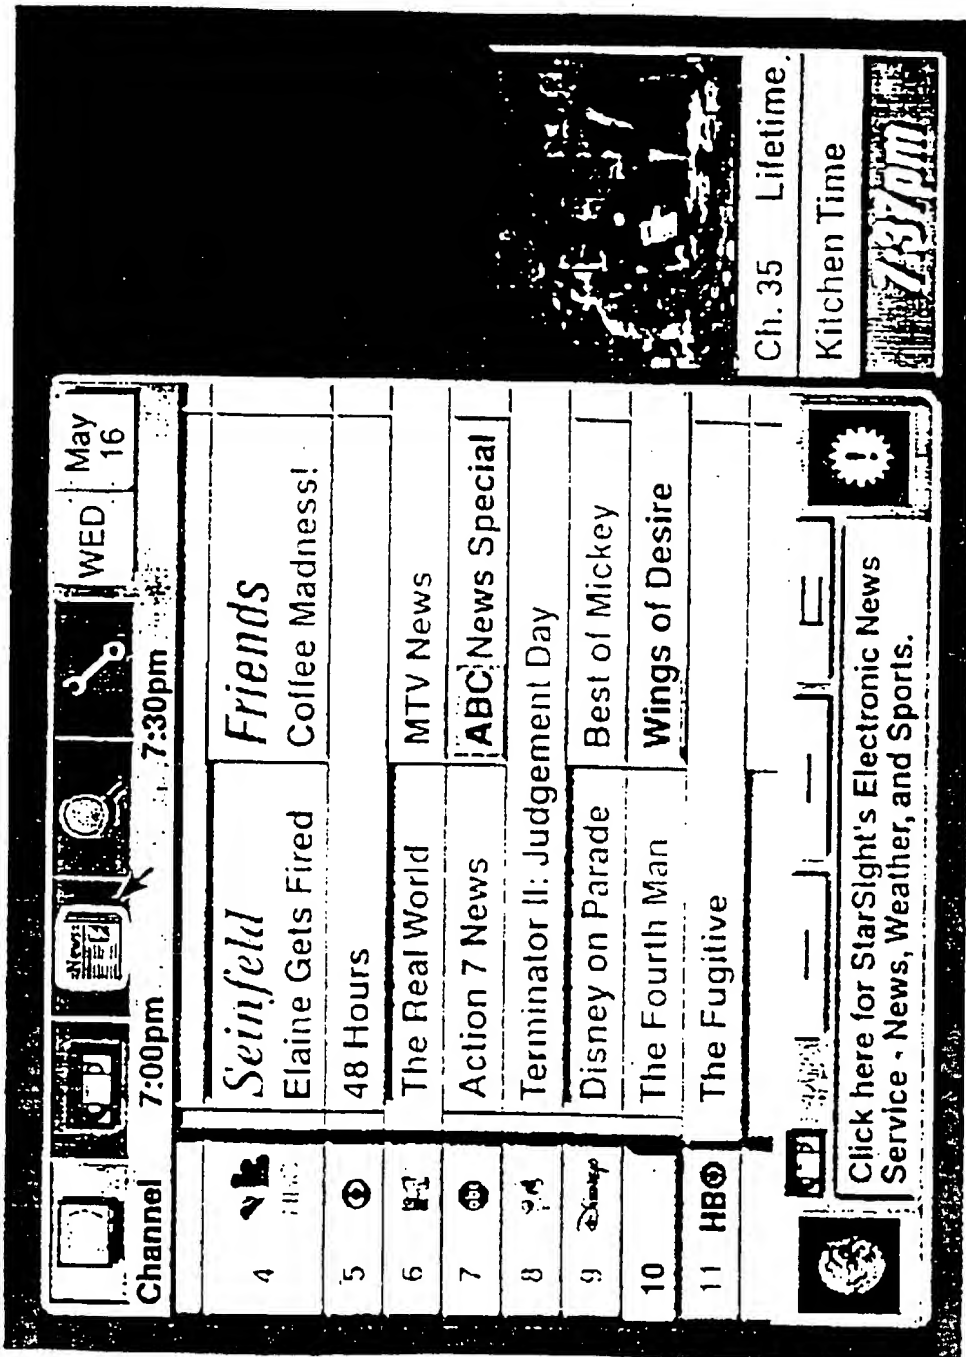 WED
May
16
News
Channel
7:00pm
7:30pm
4
Seinfeld
Elaine Gets Fired
Friends
Coffee Madness!
5
48 Hours
6
The Real World
MTV News
7
abc
Action 7 News
ABC News Special
8
Terminator II: Judgement Day
9
Disney
Disney on Parade
Best of Mickey
10
The Fourth Man
Wings of Desire
11
HBO
The Fugitive
!
Click here for StarSight's Electronic News
Service - News, Weather, and Sports.
Ch. 35 Lifetime
Kitchen Time
7:37pm